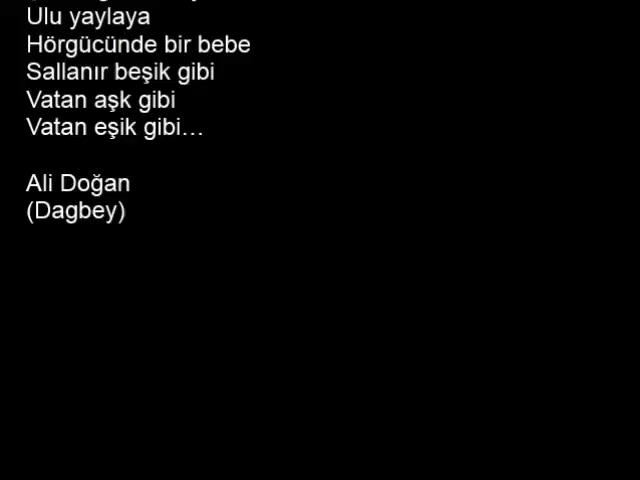 Ulu yaylaya
Hörgücünde bir bebe
Sallanır beşik gibi
Vatan aşk gibi
Vatan eşik gibi…
Ali Doğan
(Dagbey)